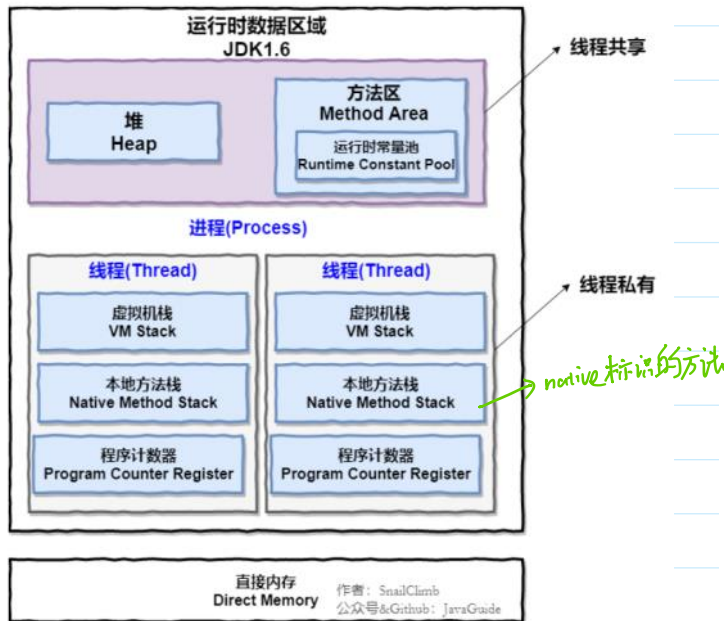 运行时数据区域
JDK1.6
线程共享
堆
Heap
方法区
Method Area
运行时常量池
Runtime Constant Pool
进程(Process)
线程(Thread)
虚拟机栈
VM Stack
本地方法栈
Native Method Stack
程序计数器
Program Counter Register
线程(Thread)
虚拟机栈
VM Stack
本地方法栈
Native Method Stack
程序计数器
Program Counter Register
线程私有
native标识的方法
直接内存
Direct Memory
作者：SnailClimb
公众号&Github：JavaGuide